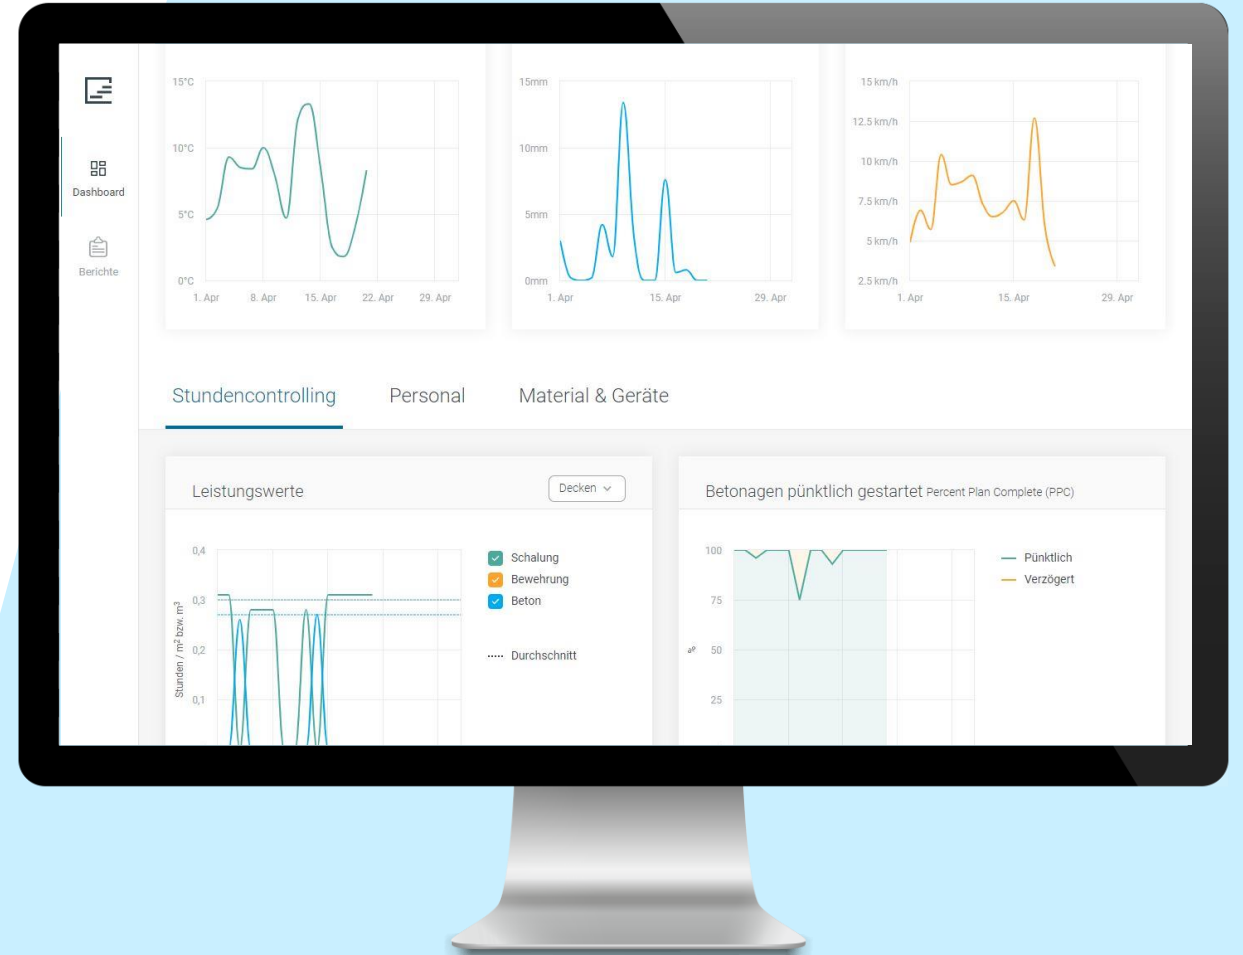 15°C
10°C
5°C
0°C
1. Apr 8. Apr 15. Apr 22. Apr 29. Apr
15mm
10mm
5mm
0mm
1. Apr 15. Apr 29. Apr
15 km/h
12.5 km/h
10 km/h
7.5 km/h
5 km/h
2.5 km/h
1. Apr 15. Apr 29. Apr
Dashboard
Berichte
Stundencontrolling Personal Material & Geräte
Leistungswerte Decken
0,4
0,3
0,2
0,1
Stunden / m² bzw. m³
Schalung
Bewehrung
Beton
Durchschnitt
Betonagen pünktlich gestartet Percent Plan Complete (PPC)
100
75
50
25
%
Pünktlich
Verzögert